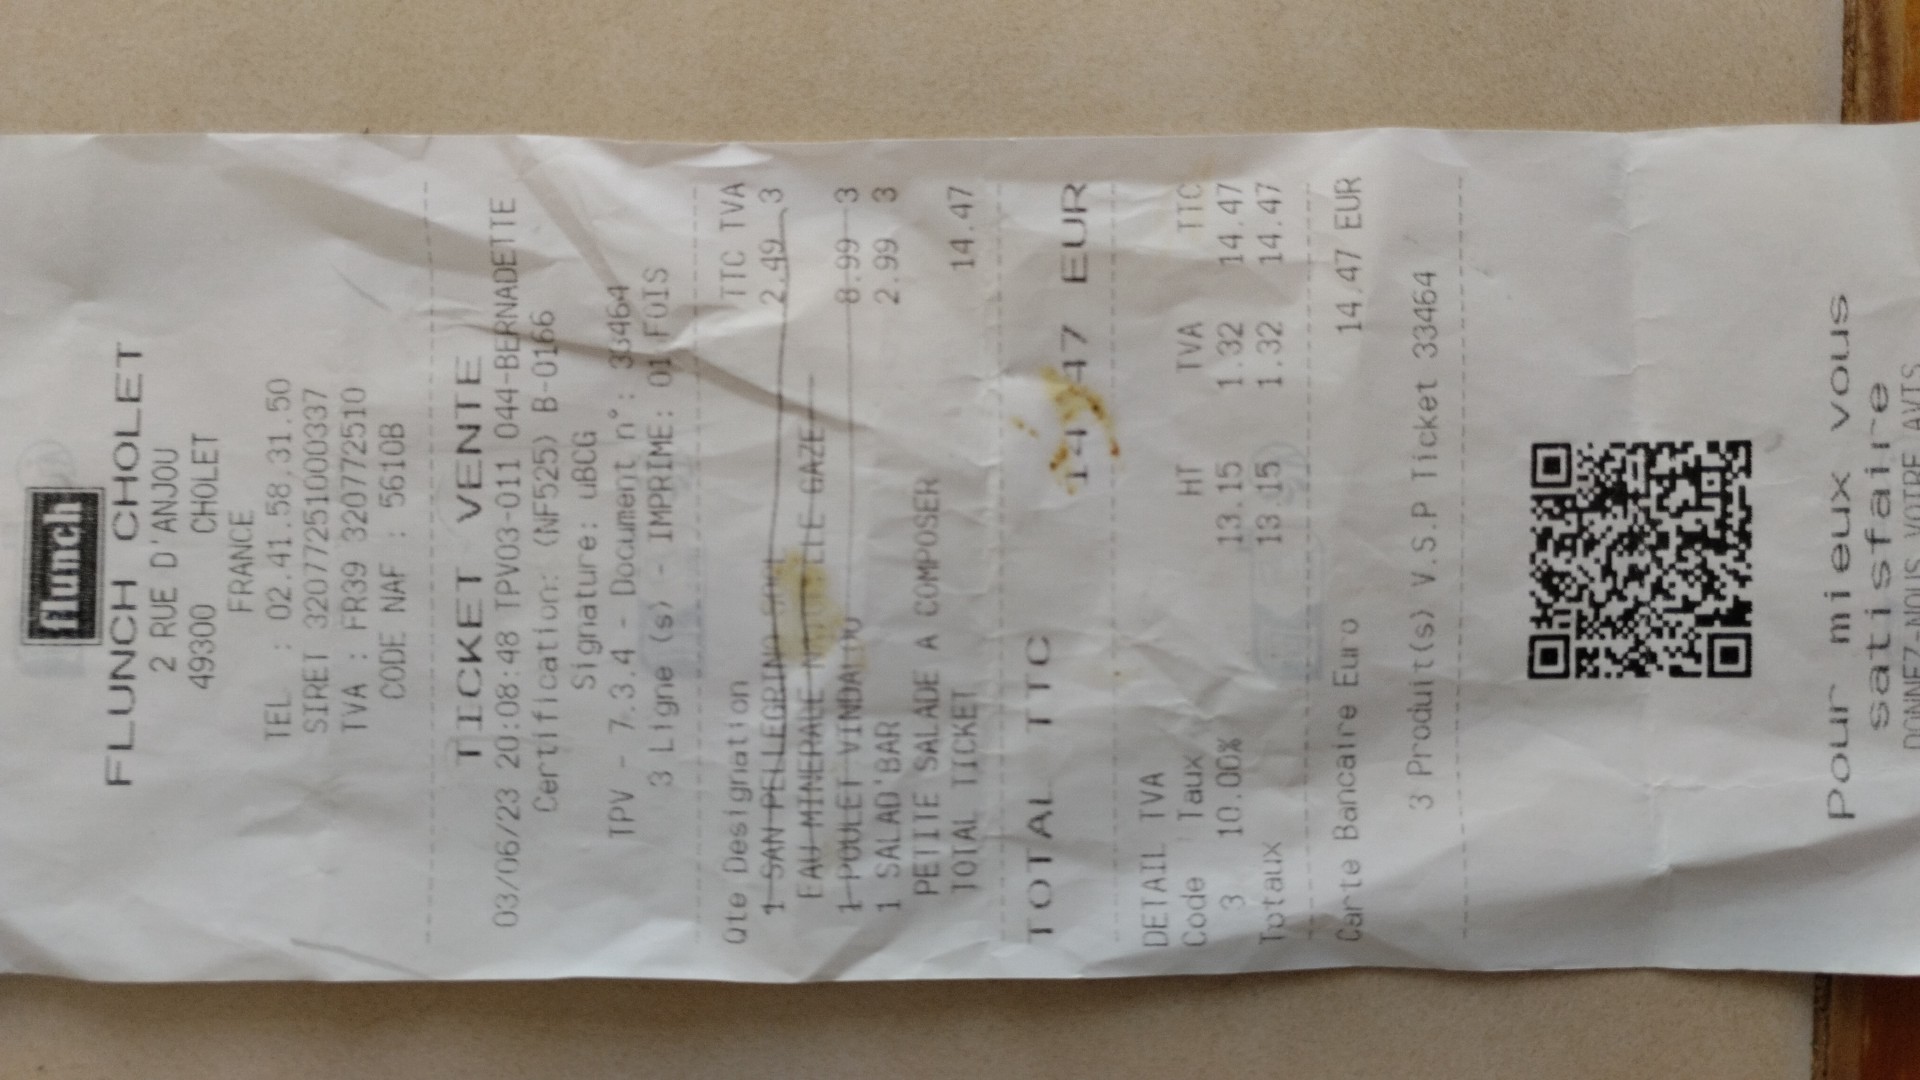 flunch
FLUNCH CHOLET
2 RUE D'ANJOU
49300 CHOLET
FRANCE
TEL : 02.41.58.31.50
SIRET 32077251000337
TVA : FR39 320772510
CODE NAF : 5610B
TICKET VENTE
03/06/23 20:08:48 TPV03-011 044-BERNADETTE
Certification: (NF525) B-0166
Signature: uBCG
TPV - 7.3.4 - Document n°: 33464
3 Ligne(s) - IMPRIME: 01 FOIS
Qte Designation TTC TVA
1 SAN PELLEGRINO 2.49 3
EAU MINERALE GAZE
1 POULET VINDALOO 8.99 3
1 SALAD'BAR 2.99 3
PETITE SALADE A COMPOSER
TOTAL TICKET 14.47
TOTAL TTC 14.47 EUR
DETAIL TVA
Code Taux HT TVA TTC
3 10.00% 13.15 1.32 14.47
Totaux 13.15 1.32 14.47
Carte Bancaire Euro 14.47 EUR
3 Produit(s) V.S.P Ticket 33464
Pour mieux vous
satisfaire
DONNEZ-NOUS VOTRE AVIS